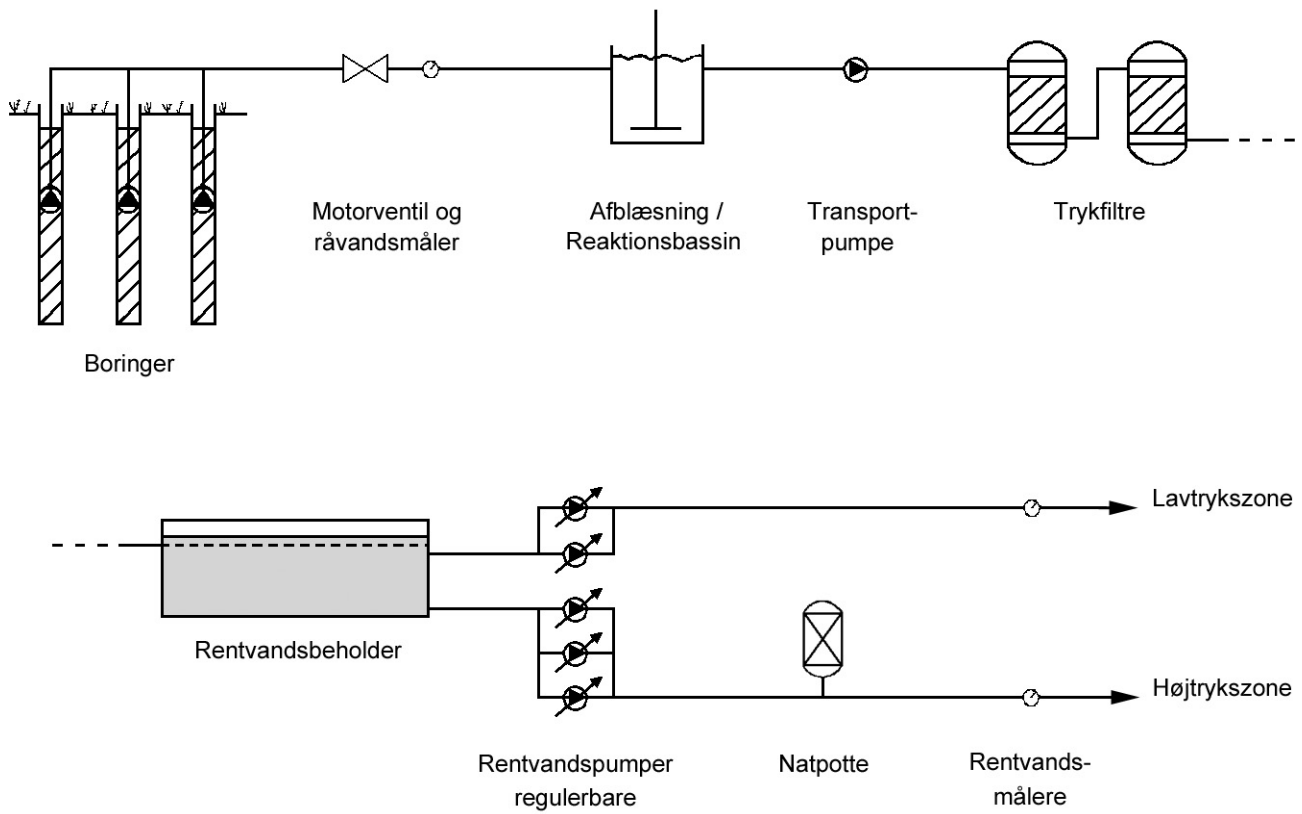 Motorventil og
råvandsmåler
Afblæsning /
Reaktionsbassin
Transport-
pumpe
Trykfiltre
Boringer
Lavtrykszone
Rentvandsbeholder
Højtrykszone
Rentvandspumper
regulerbare
Natpotte
Rentvands-
målere